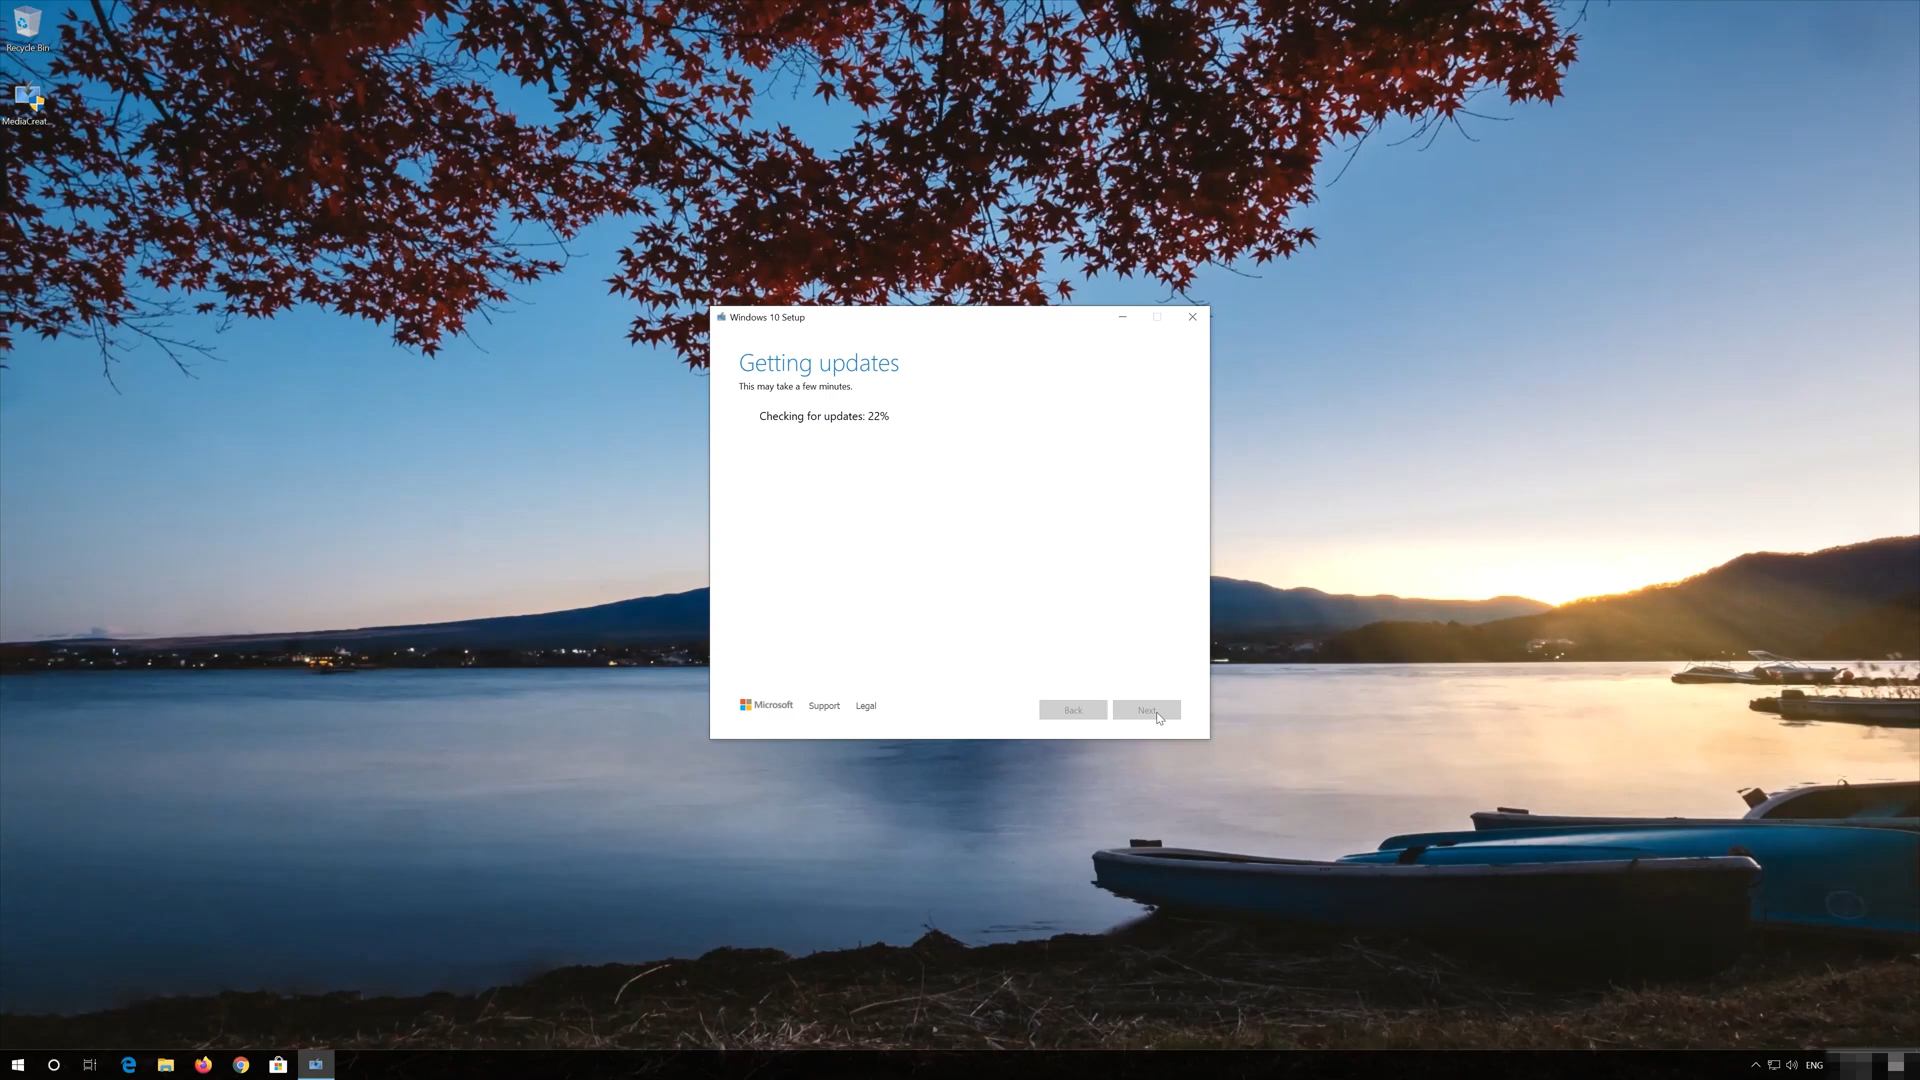 Recycle Bin
MediaCreat...
Windows 10 Setup
Getting updates
This may take a few minutes.
Checking for updates: 22%
Microsoft Support Legal
Back Next
ENG